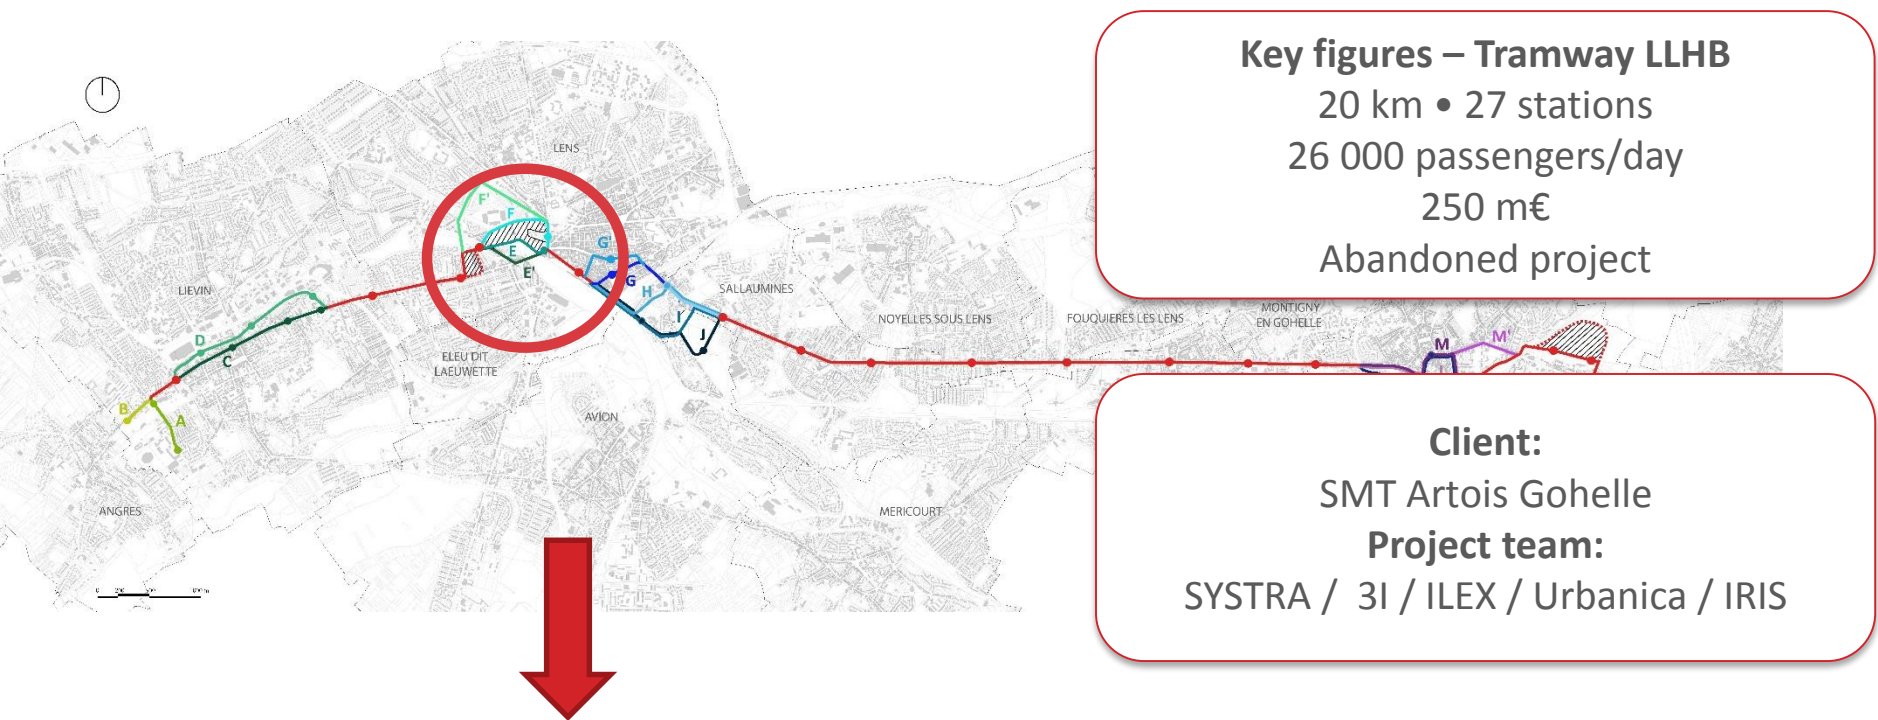 Key figures – Tramway LLHB
20 km • 27 stations
26 000 passengers/day
250 m€
Abandoned project
LENS
F'
F
E
E'
G'
G
H
I
J
SALLAUMINES
LIEVIN
D
C
B
A
ELEU DIT
LAEUWETTE
NOYELLES SOUS LENS
FOUQUIERES LES LENS
MONTIGNY
EN GOHELLE
M
M'
AVION
ANGRES
MERICOURT
Client:
SMT Artois Gohelle
Project team:
SYSTRA / 3I / ILEX / Urbanica / IRIS